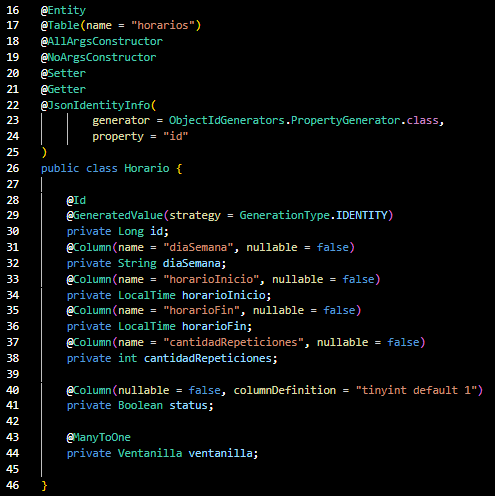 16 @Entity
17 @Table(name = "horarios")
18 @AllArgsConstructor
19 @NoArgsConstructor
20 @Setter
21 @Getter
22 @JsonIdentityInfo(
23 generator = ObjectIdGenerators.PropertyGenerator.class,
24 property = "id"
25 )
26 public class Horario {
27
28 @Id
29 @GeneratedValue(strategy = GenerationType.IDENTITY)
30 private Long id;
31 @Column(name = "diaSemana", nullable = false)
32 private String diaSemana;
33 @Column(name = "horarioInicio", nullable = false)
34 private LocalTime horarioInicio;
35 @Column(name = "horarioFin", nullable = false)
36 private LocalTime horarioFin;
37 @Column(name = "cantidadRepeticiones", nullable = false)
38 private int cantidadRepeticiones;
39
40 @Column(nullable = false, columnDefinition = "tinyint default 1")
41 private Boolean status;
42
43 @ManyToOne
44 private Ventanilla ventanilla;
45
46 }